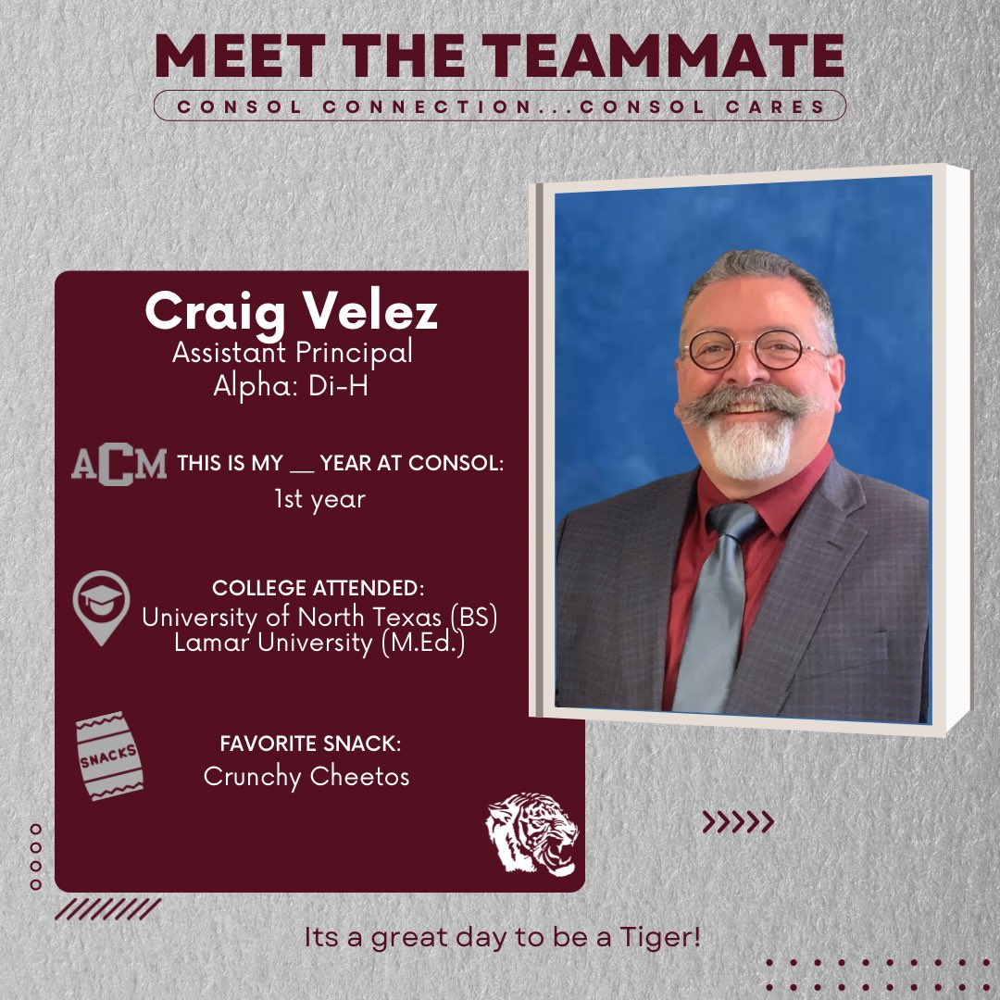 MEET THE TEAMMATE
CONSOL CONNECTION...CONSOL CARES
Craig Velez
Assistant Principal
Alpha: Di-H
ACM
THIS IS MY __ YEAR AT CONSOL:
1st year
COLLEGE ATTENDED:
University of North Texas (BS)
Lamar University (M.Ed.)
SNACKS
FAVORITE SNACK:
Crunchy Cheetos
Its a great day to be a Tiger!